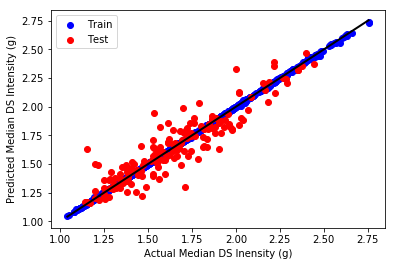 2.75
2.50
2.25
2.00
1.75
1.50
1.25
1.00
Predicted Median DS Intensity (g)
Train
Test
1.00 1.25 1.50 1.75 2.00 2.25 2.50 2.75
Actual Median DS Inensity (g)